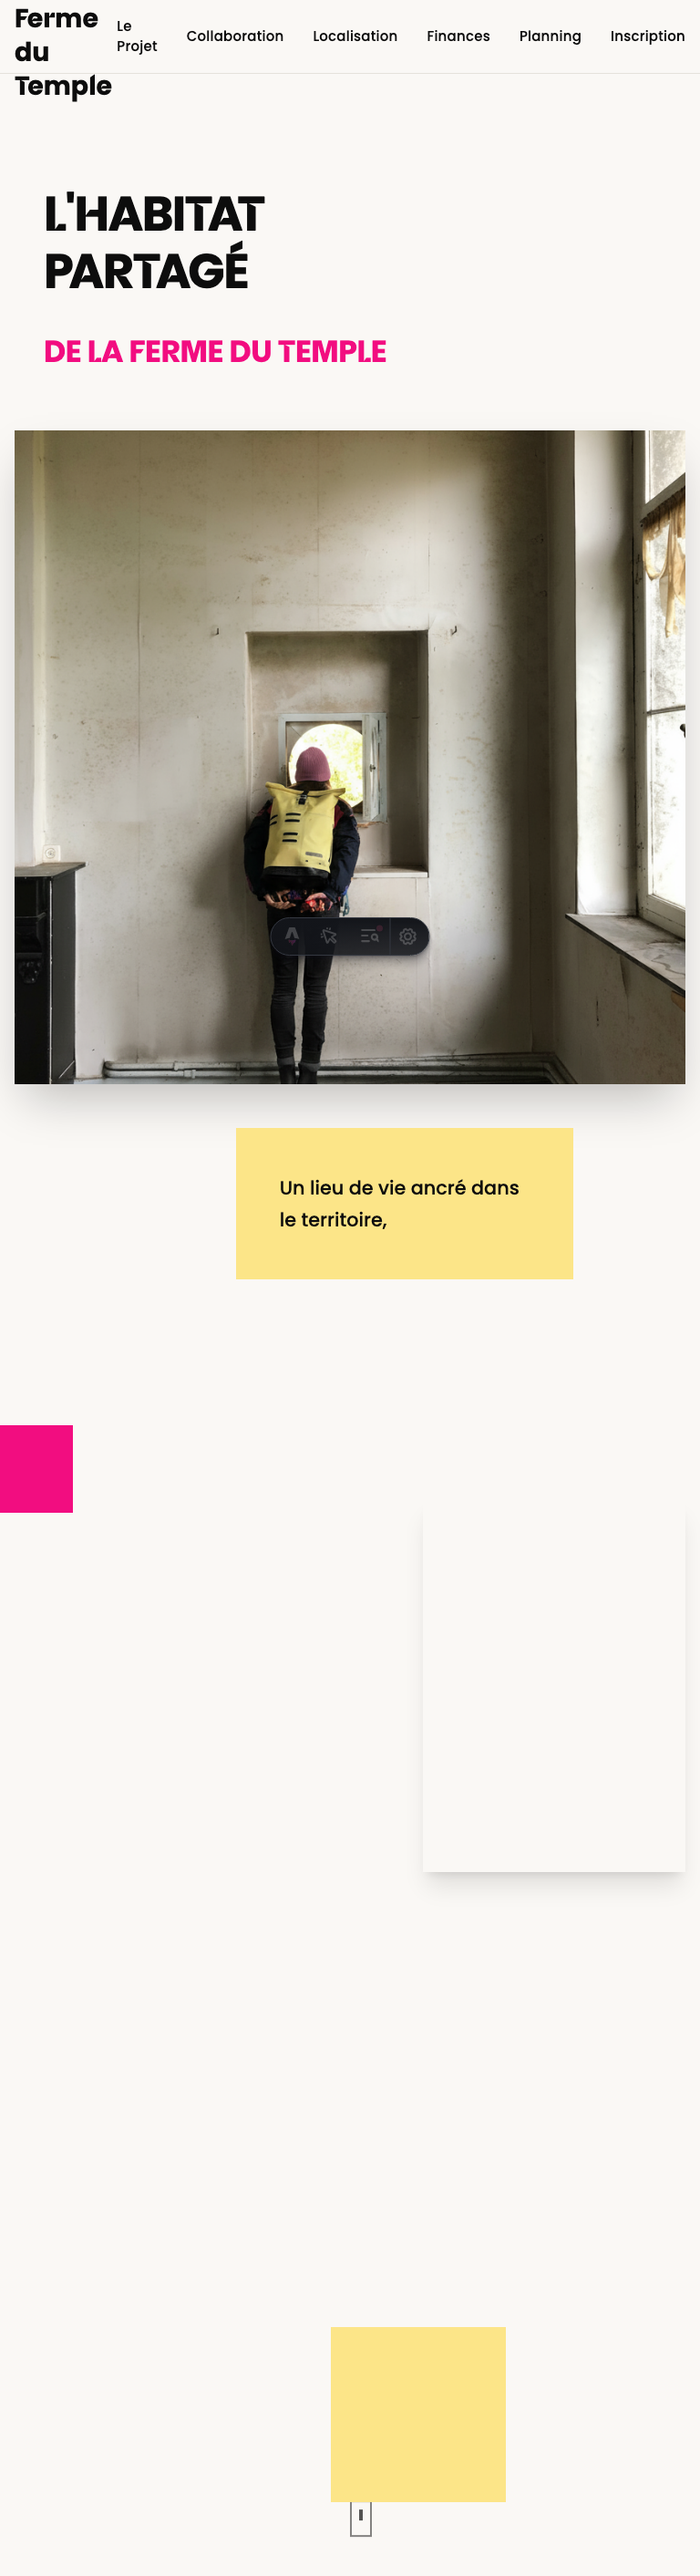 Ferme
du
Temple
Le
Projet
Collaboration
Localisation
Finances
Planning
Inscription
L'HABITAT
PARTAGÉ
DE LA FERME DU TEMPLE
Un lieu de vie ancré dans
le territoire,